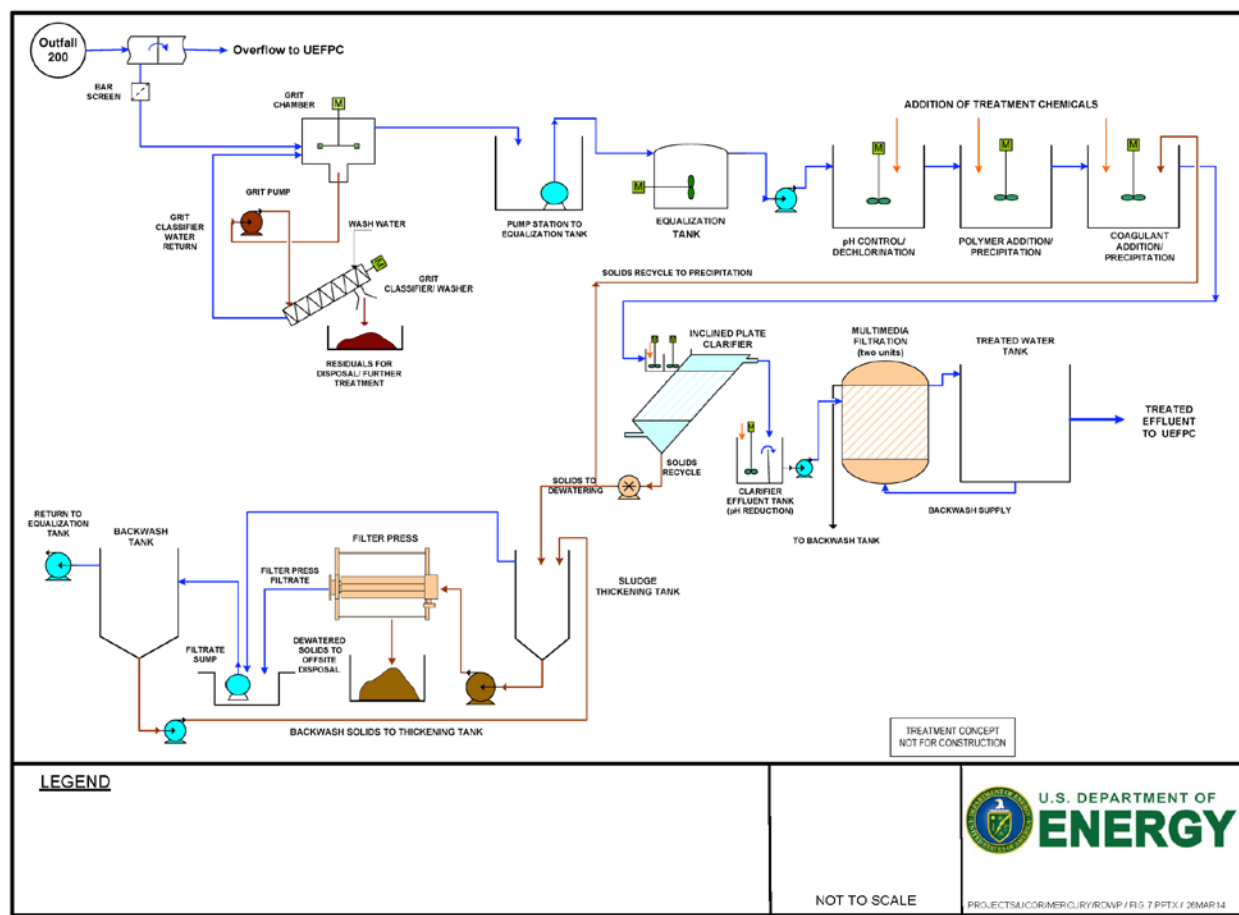 Outfall
200
Overflow to UEFPC
BAR
SCREEN
GRIT
CHAMBER
M
ADDITION OF TREATMENT CHEMICALS
M
M
M
M
GRIT PUMP
GRIT
CLASSIFIER
WATER
RETURN
WASH WATER
M
GRIT
CLASSIFIER/ WASHER
PUMP STATION TO
EQUALIZATION TANK
EQUALIZATION
TANK
pH CONTROL/
DECHLORINATION
POLYMER ADDITION/
PRECIPITATION
COAGULANT
ADDITION/
PRECIPITATION
SOLIDS RECYCLE TO PRECIPITATION
RESIDUALS FOR
DISPOSAL/ FURTHER
TREATMENT
INCLINED PLATE
CLARIFIER
M
M
MULTIMEDIA
FILTRATION
(two units)
TREATED WATER
TANK
TREATED
EFFLUENT
TO UEFPC
M
SOLIDS
RECYCLE
SOLIDS TO
DEWATERING
CLARIFIER
EFFLUENT TANK
(pH REDUCTION)
BACKWASH SUPPLY
TO BACKWASH TANK
RETURN TO
EQUALIZATION
TANK
BACKWASH
TANK
FILTER PRESS
FILTER PRESS
FILTRATE
SLUDGE
THICKENING TANK
FILTRATE
SUMP
DEWATERED
SOLIDS TO
OFFSITE
DISPOSAL
BACKWASH SOLIDS TO THICKENING TANK
TREATMENT CONCEPT
NOT FOR CONSTRUCTION
LEGEND
NOT TO SCALE
U.S. DEPARTMENT OF
ENERGY
PROJECTS/UCOR/MERCURY/RDWP / FIG.7 PPTX / 26MAR14